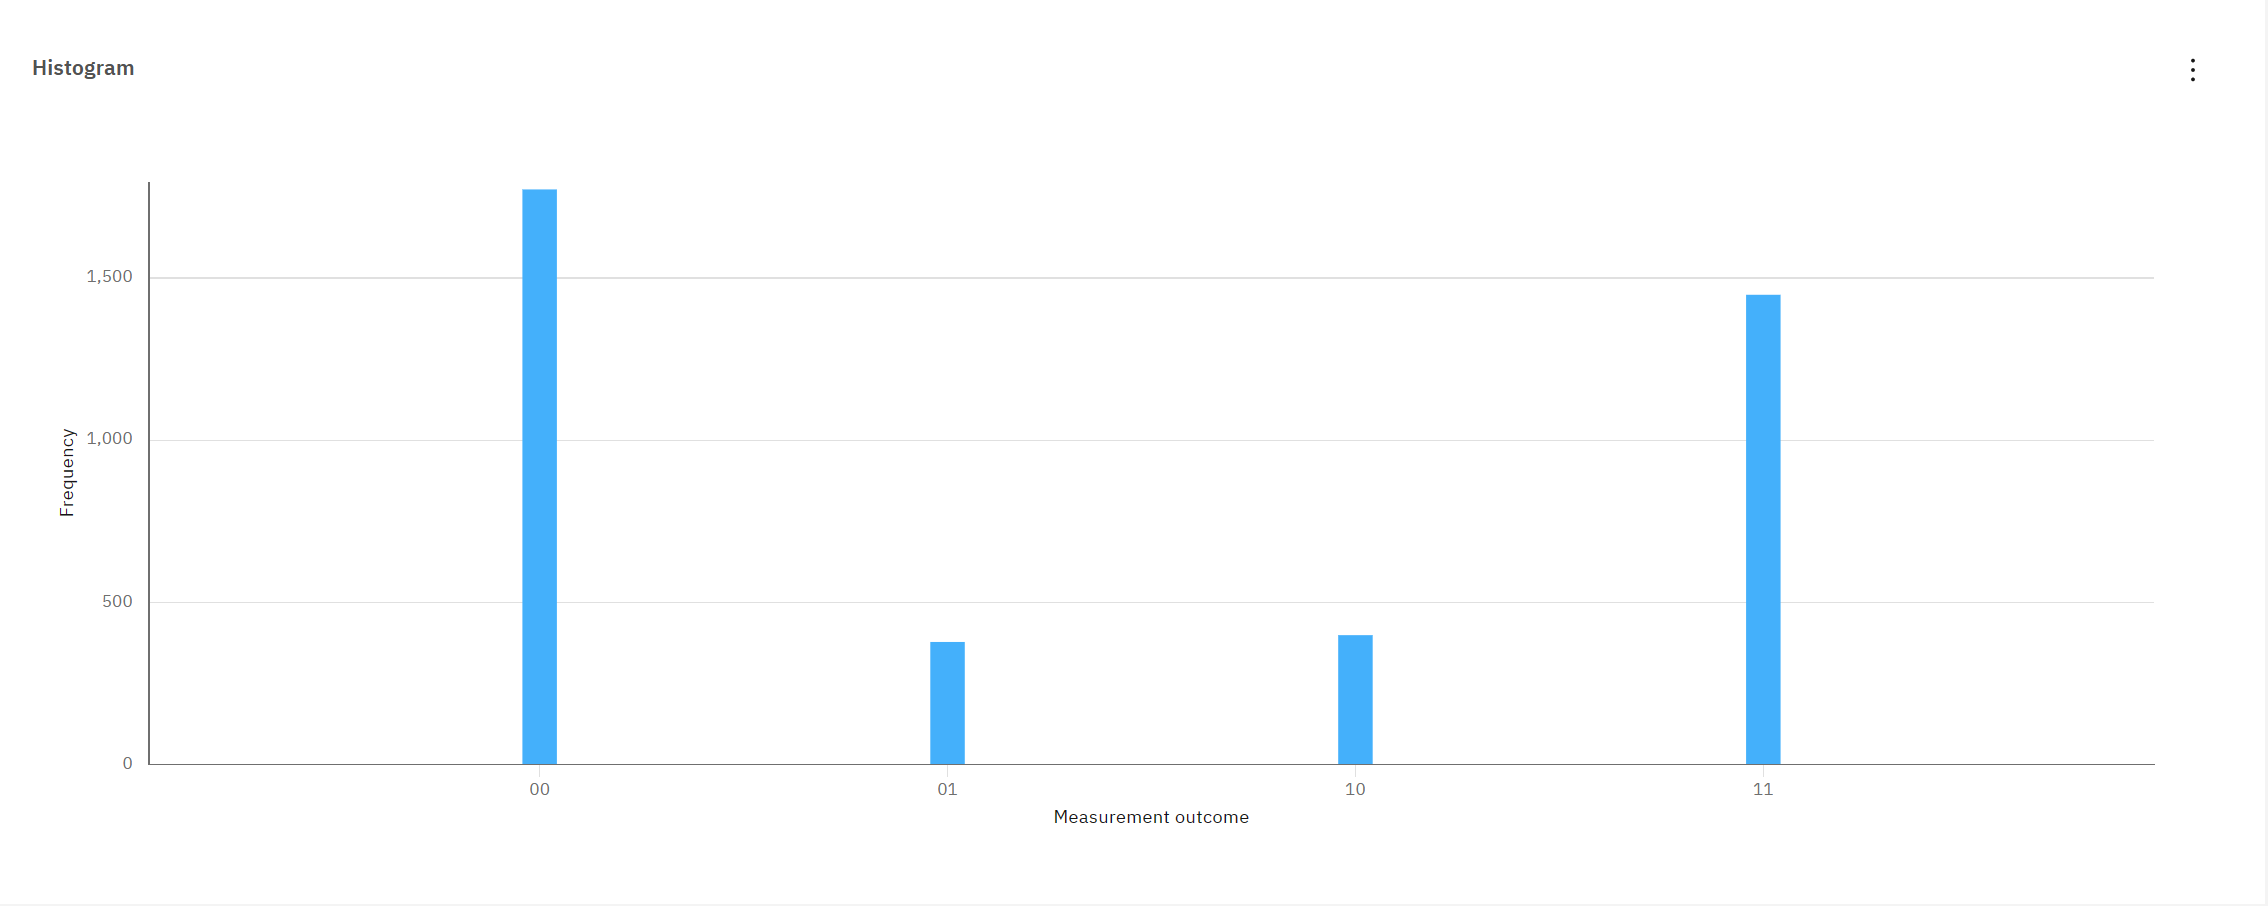 Histogram
1,500
1,000
500
0
Frequency
00 01 10 11
Measurement outcome